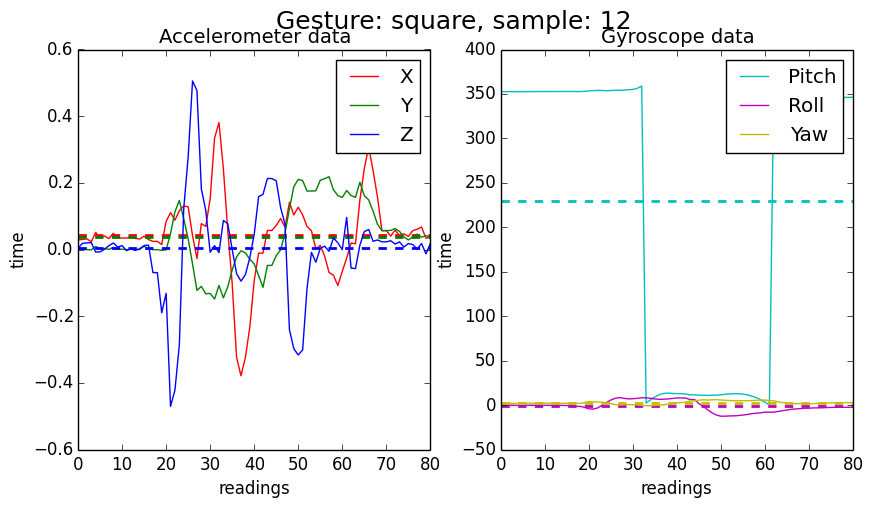 Gesture: square, sample: 12
Accelerometer data
0.6
0.4
0.2
0.0
−0.2
−0.4
−0.6
time
0 10 20 30 40 50 60 70 80
readings
X
Y
Z
Gyroscope data
400
350
300
250
200
150
100
50
0
−50
time
0 10 20 30 40 50 60 70 80
readings
Pitch
Roll
Yaw